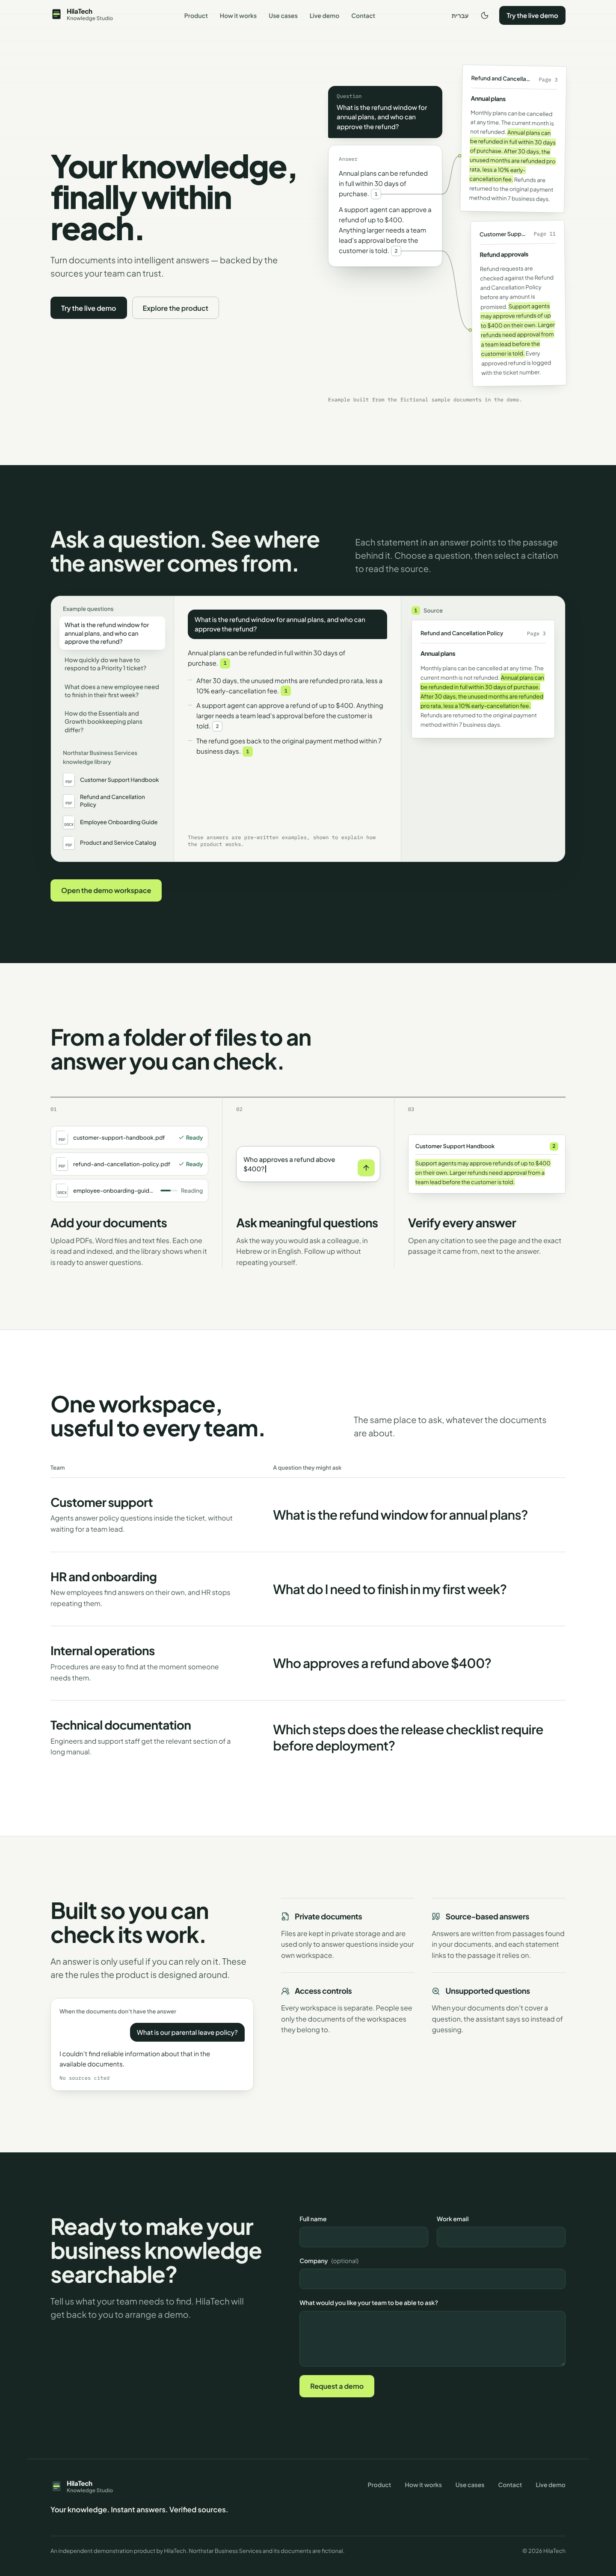 HilaTech
Knowledge Studio
Product
How it works
Use cases
Live demo
Contact
עברית
Try the live demo
Your knowledge,
finally within
reach.
Turn documents into intelligent answers — backed by the
sources your team can trust.
Try the live demo
Explore the product
Question
What is the refund window for
annual plans, and who can
approve the refund?
Answer
Annual plans can be refunded
in full within 30 days of
purchase. 1
A support agent can approve a
refund of up to $400.
Anything larger needs a team
lead's approval before the
customer is told. 2
Refund and Cancella... Page 3
Annual plans
Monthly plans can be cancelled
at any time. The current month is
not refunded. Annual plans can
be refunded in full within 30 days
of purchase. After 30 days, the
unused months are refunded pro
rata, less a 10% early-
cancellation fee. Refunds are
returned to the original payment
method within 7 business days.
Customer Supp... Page 11
Refund approvals
Refund requests are
checked against the Refund
and Cancellation Policy
before any amount is
promised. Support agents
may approve refunds of up
to $400 on their own. Larger
refunds need approval from
a team lead before the
customer is told. Every
approved refund is logged
with the ticket number.
Example built from the fictional sample documents in the demo.
Ask a question. See where
the answer comes from.
Each statement in an answer points to the passage
behind it. Choose a question, then select a citation
to read the source.
Example questions
What is the refund window for
annual plans, and who can
approve the refund?
How quickly do we have to
respond to a Priority 1 ticket?
What does a new employee need
to finish in their first week?
How do the Essentials and
Growth bookkeeping plans
differ?
Northstar Business Services
knowledge library
PDF Customer Support Handbook
PDF Refund and Cancellation
Policy
DOCX Employee Onboarding Guide
PDF Product and Service Catalog
What is the refund window for annual plans, and who can
approve the refund?
Annual plans can be refunded in full within 30 days of
purchase. 1
After 30 days, the unused months are refunded pro rata, less a
10% early-cancellation fee. 1
A support agent can approve a refund of up to $400. Anything
larger needs a team lead's approval before the customer is
told. 2
The refund goes back to the original payment method within 7
business days. 1
These answers are pre-written examples, shown to explain how
the product works.
1 Source
Refund and Cancellation Policy Page 3
Annual plans
Monthly plans can be cancelled at any time. The
current month is not refunded. Annual plans can
be refunded in full within 30 days of purchase.
After 30 days, the unused months are refunded
pro rata, less a 10% early-cancellation fee.
Refunds are returned to the original payment
method within 7 business days.
Open the demo workspace
From a folder of files to an
answer you can check.
01
PDF customer-support-handbook.pdf Ready
PDF refund-and-cancellation-policy.pdf Ready
DOCX employee-onboarding-guid... Reading
Add your documents
Upload PDFs, Word files and text files. Each one
is read and indexed, and the library shows when it
is ready to answer questions.
02
Who approves a refund above
$400?
Ask meaningful questions
Ask the way you would ask a colleague, in
Hebrew or in English. Follow up without
repeating yourself.
03
Customer Support Handbook 2
Support agents may approve refunds of up to $400
on their own. Larger refunds need approval from a
team lead before the customer is told.
Verify every answer
Open any citation to see the page and the exact
passage it came from, next to the answer.
One workspace,
useful to every team.
The same place to ask, whatever the documents
are about.
Team
A question they might ask
Customer support
Agents answer policy questions inside the ticket, without
waiting for a team lead.
What is the refund window for annual plans?
HR and onboarding
New employees find answers on their own, and HR stops
repeating them.
What do I need to finish in my first week?
Internal operations
Procedures are easy to find at the moment someone
needs them.
Who approves a refund above $400?
Technical documentation
Engineers and support staff get the relevant section of a
long manual.
Which steps does the release checklist require
before deployment?
Built so you can
check its work.
An answer is only useful if you can rely on it. These
are the rules the product is designed around.
When the documents don't have the answer
What is our parental leave policy?
I couldn't find reliable information about that in the
available documents.
No sources cited
Private documents
Files are kept in private storage and are
used only to answer questions inside your
own workspace.
Source-based answers
Answers are written from passages found
in your documents, and each statement
links to the passage it relies on.
Access controls
Every workspace is separate. People see
only the documents of the workspaces
they belong to.
Unsupported questions
When your documents don't cover a
question, the assistant says so instead of
guessing.
Ready to make your
business knowledge
searchable?
Tell us what your team needs to find. HilaTech will
get back to you to arrange a demo.
Full name
Work email
Company (optional)
What would you like your team to be able to ask?
Request a demo
HilaTech
Knowledge Studio
Your knowledge. Instant answers. Verified sources.
Product
How it works
Use cases
Contact
Live demo
An independent demonstration product by HilaTech. Northstar Business Services and its documents are fictional.
© 2026 HilaTech